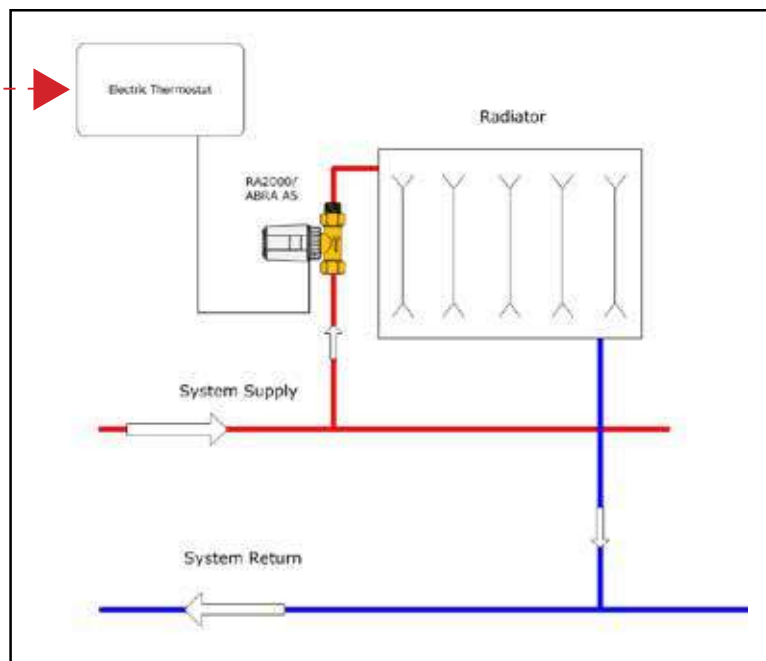 Electric Thermostat
Radiator
RA2000/
ABRA AS
System Supply
System Return